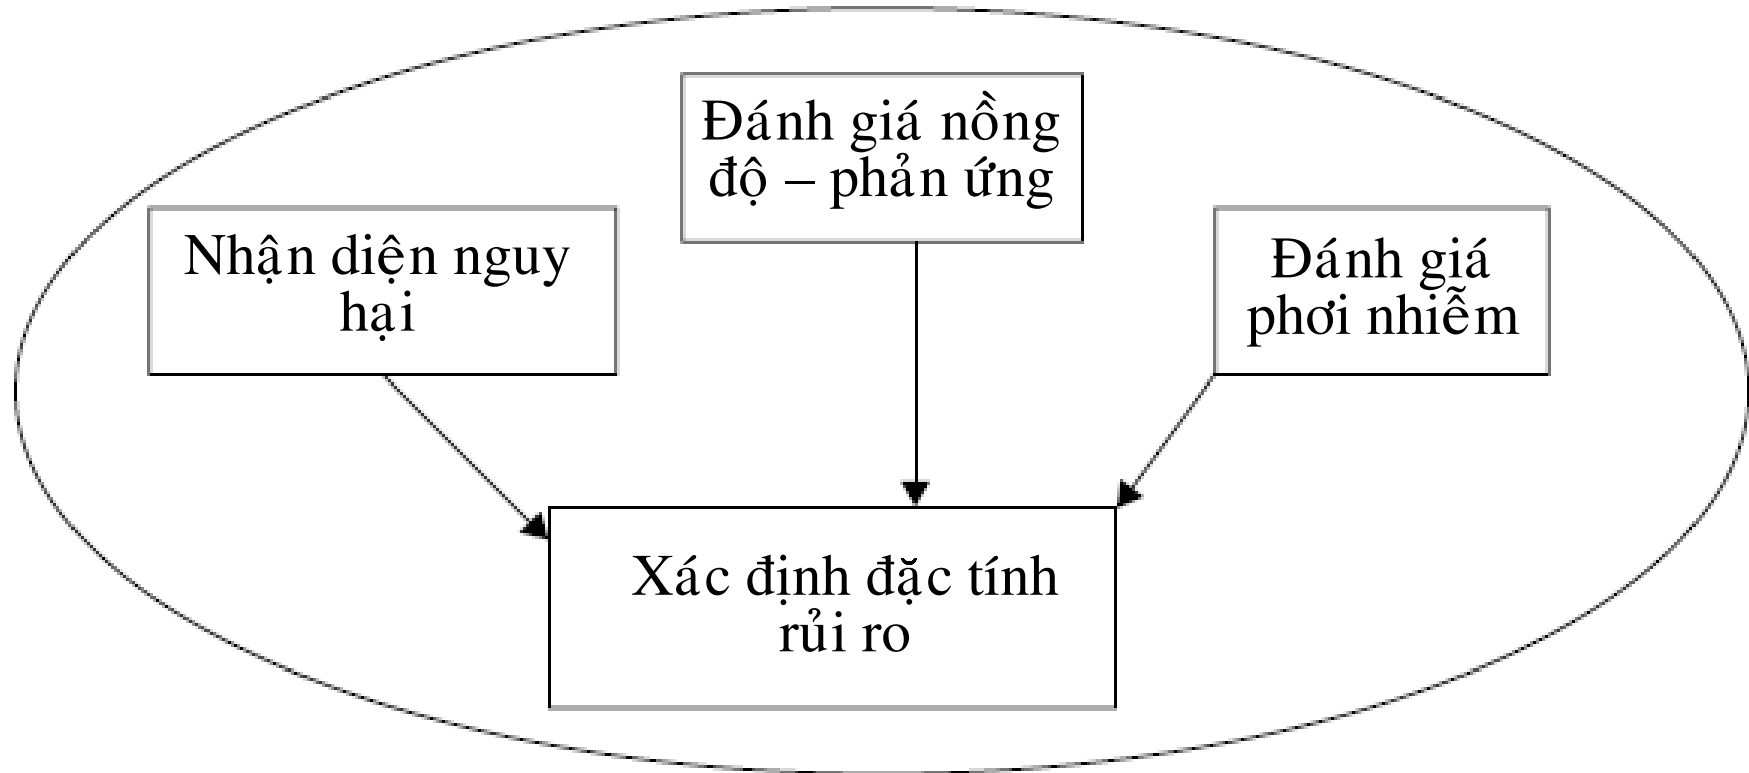 Đánh giá nồng
độ – phản ứng
Nhận diện nguy
hại
Đánh giá
phơi nhiễm
Xác định đặc tính
rủi ro